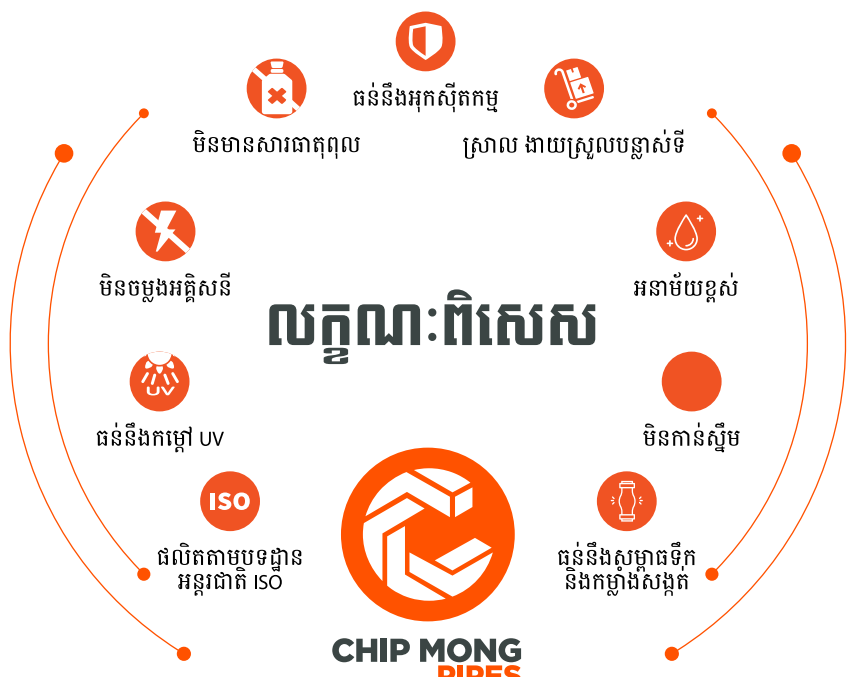 ធន់នឹងអុកស៊ីតកម្ម
មិនមានសារធាតុពុល
ស្រាល ងាយស្រួលបន្លាស់ទី
មិនចម្លងអគ្គិសនី
អនាម័យខ្ពស់
លក្ខណៈពិសេស
UV
ធន់នឹងកម្ដៅ UV
មិនកាន់ស្នឹម
ISO
ផលិតតាមបទដ្ឋាន
អន្តរជាតិ ISO
ធន់នឹងសម្ពាធទឹក
និងកម្លាំងសង្កត់
CHIP MONG
PIPES